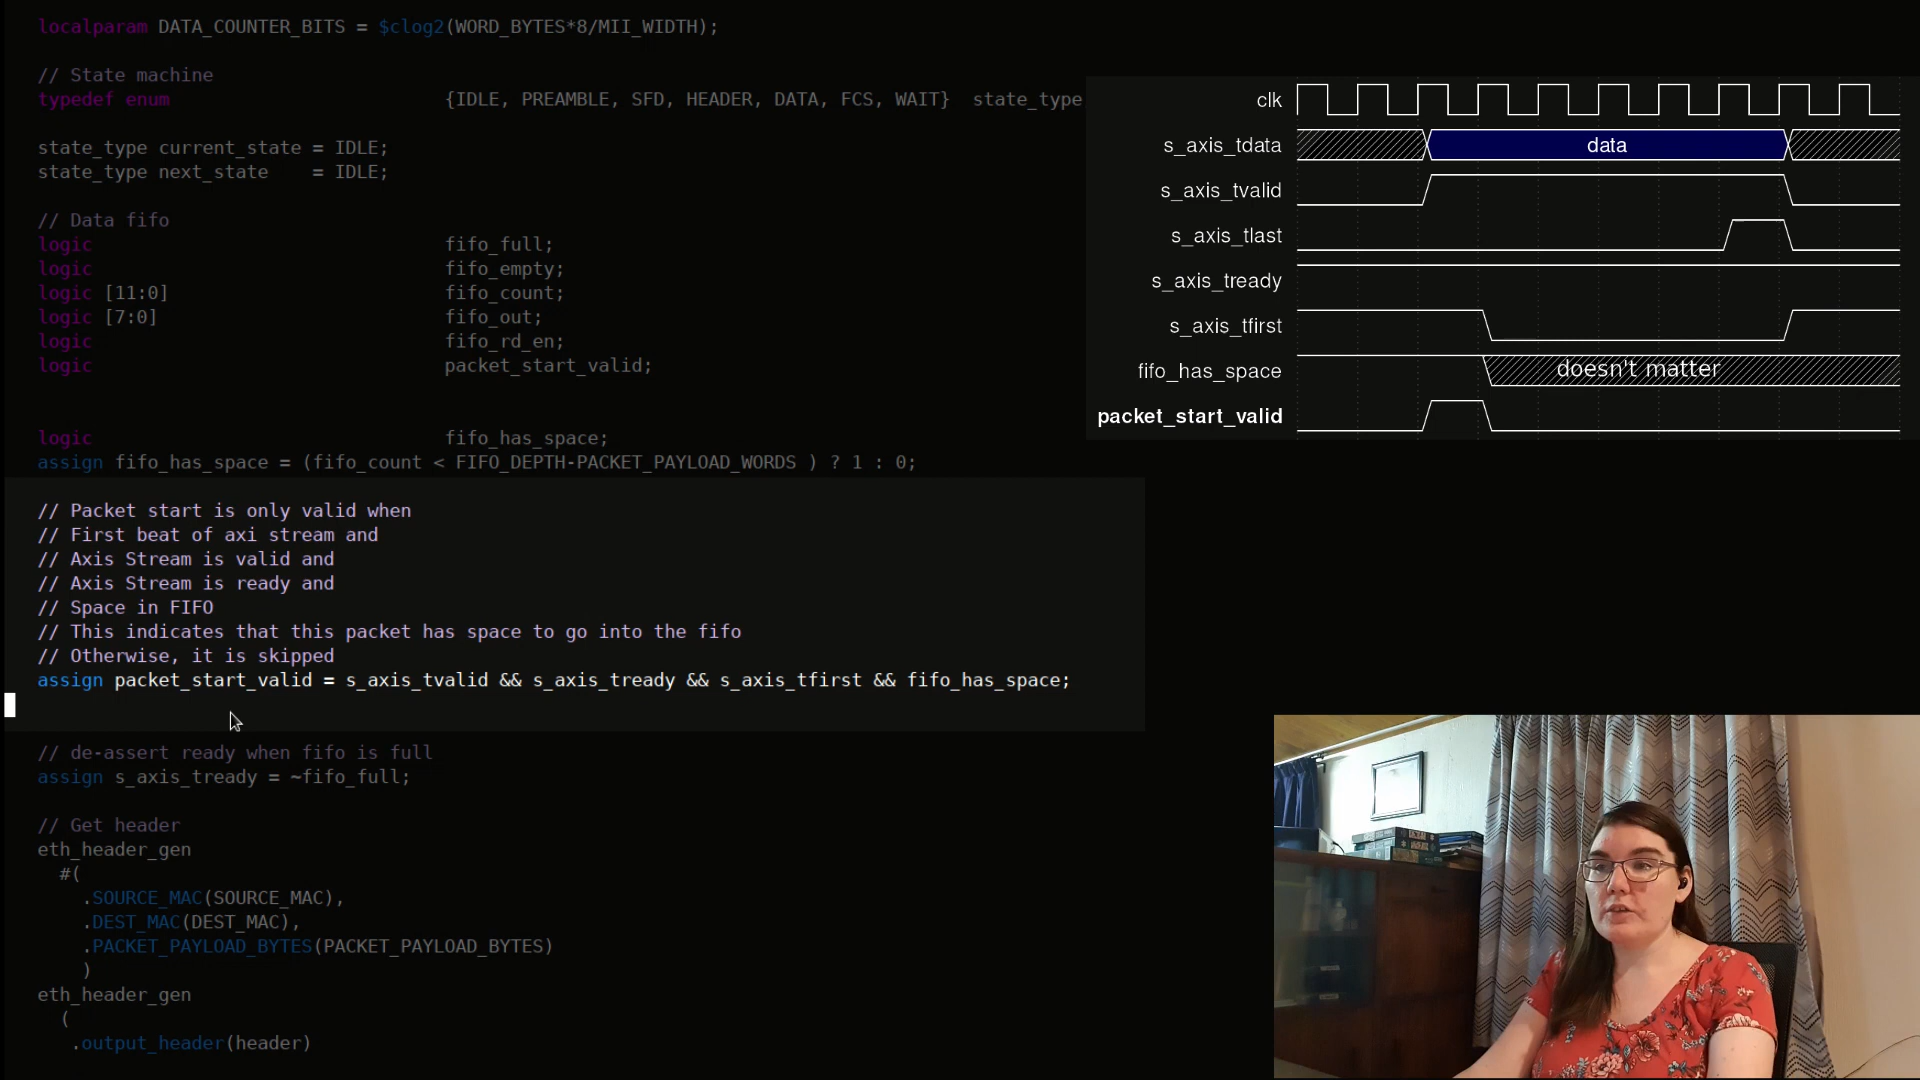 localparam DATA_COUNTER_BITS = $clog2(WORD_BYTES*8/MII_WIDTH);
// State machine
typedef enum {IDLE, PREAMBLE, SFD, HEADER, DATA, FCS, WAIT} state_type
state_type current_state = IDLE;
state_type next_state = IDLE;
// Data fifo
logic fifo_full;
logic fifo_empty;
logic [11:0] fifo_count;
logic [7:0] fifo_out;
logic fifo_rd_en;
logic packet_start_valid;
logic fifo_has_space;
assign fifo_has_space = (fifo_count < FIFO_DEPTH-PACKET_PAYLOAD_WORDS ) ? 1 : 0;
// Packet start is only valid when
// First beat of axi stream and
// Axis Stream is valid and
// Axis Stream is ready and
// Space in FIFO
// This indicates that this packet has space to go into the fifo
// Otherwise, it is skipped
assign packet_start_valid = s_axis_tvalid && s_axis_tready && s_axis_tfirst && fifo_has_space;
// de-assert ready when fifo is full
assign s_axis_tready = ~fifo_full;
// Get header
eth_header_gen
#(
.SOURCE_MAC(SOURCE_MAC),
.DEST_MAC(DEST_MAC),
.PACKET_PAYLOAD_BYTES(PACKET_PAYLOAD_BYTES)
)
eth_header_gen
(
.output_header(header)
clk
s_axis_tdata data
s_axis_tvalid
s_axis_tlast
s_axis_tready
s_axis_tfirst
fifo_has_space doesn't matter
packet_start_valid